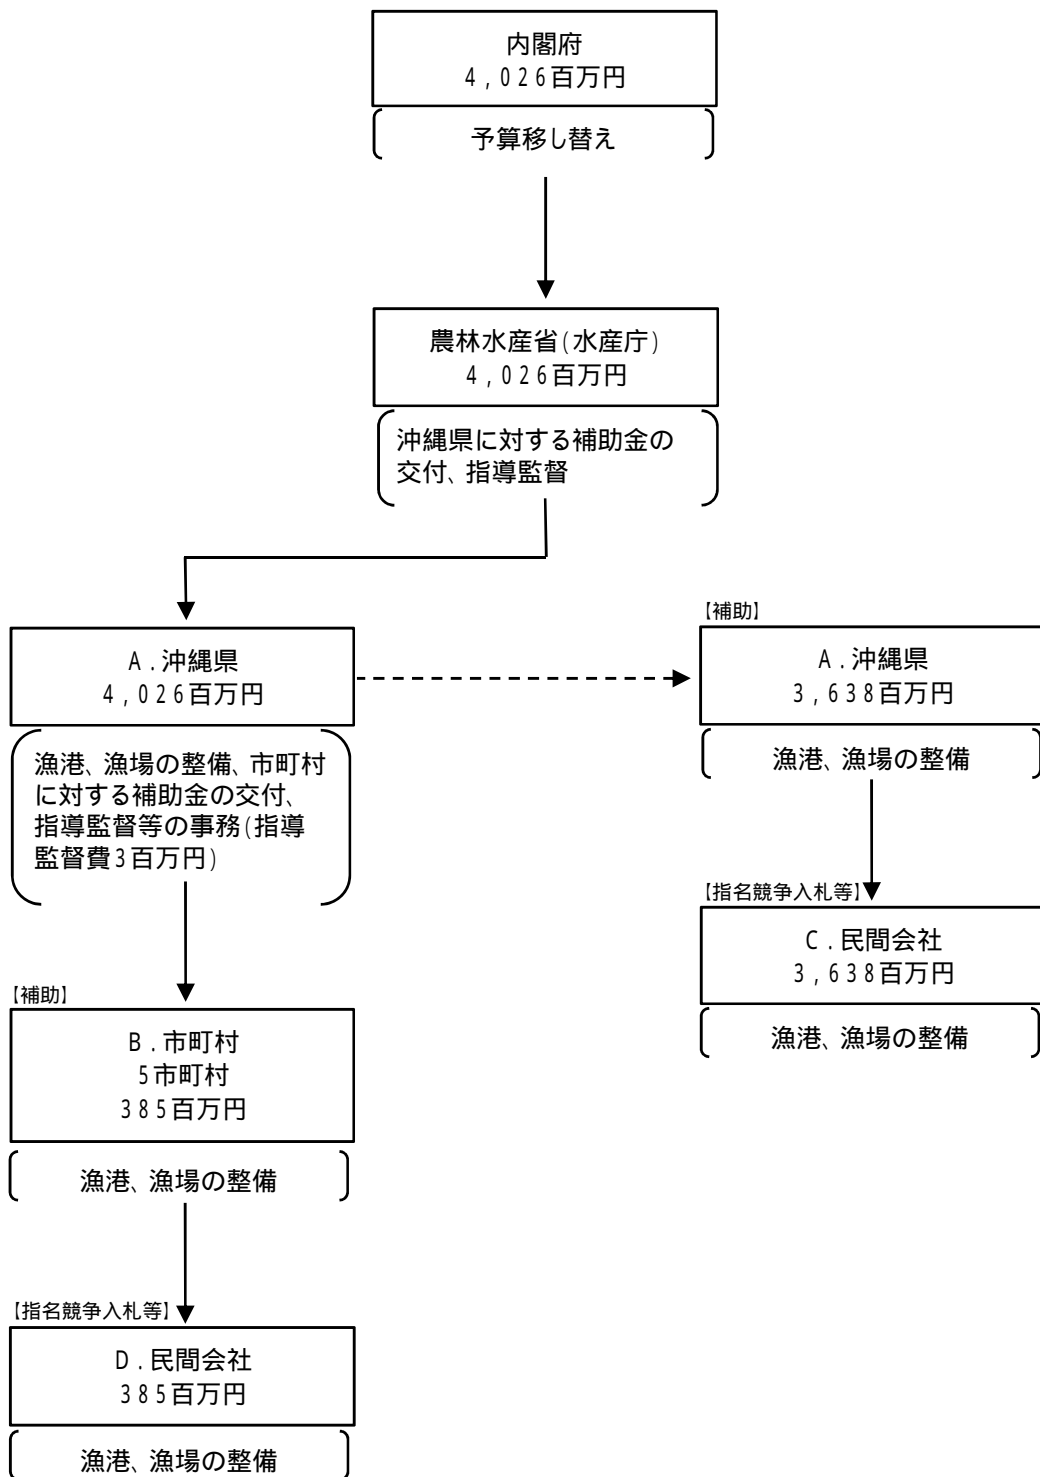 内閣府
4,026百万円
予算移し替え
農林水産省(水産庁)
4,026百万円
沖縄県に対する補助金の
交付、指導監督
A.沖縄県
4,026百万円
漁港、漁場の整備、市町村
に対する補助金の交付、
指導監督等の事務(指導
監督費3百万円)
【補助】
B.市町村
5市町村
385百万円
漁港、漁場の整備
【指名競争入札等】
D.民間会社
385百万円
漁港、漁場の整備
【補助】
A.沖縄県
3,638百万円
漁港、漁場の整備
【指名競争入札等】
C.民間会社
3,638百万円
漁港、漁場の整備